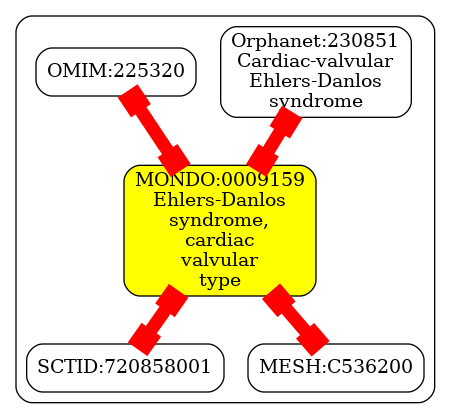 OMIM:225320
Orphanet:230851
Cardiac-valvular
Ehlers-Danlos
syndrome
MONDO:0009159
Ehlers-Danlos
syndrome,
cardiac
valvular
type
SCTID:720858001
MESH:C536200